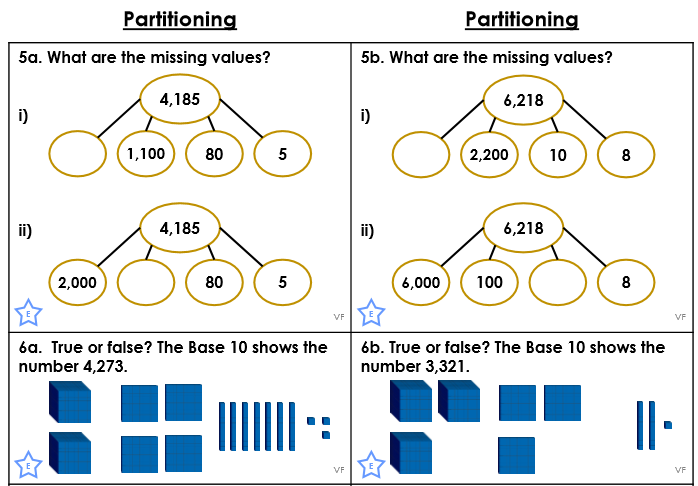 Partitioning
Partitioning
5a. What are the missing values?
i)
4,185
1,100
80
5
ii)
4,185
2,000
80
5
E
VF
5b. What are the missing values?
i)
6,218
2,200
10
8
ii)
6,218
6,000
100
8
E
VF
6a. True or false? The Base 10 shows the
number 4,273.
E
VF
6b. True or false? The Base 10 shows the
number 3,321.
E
VF